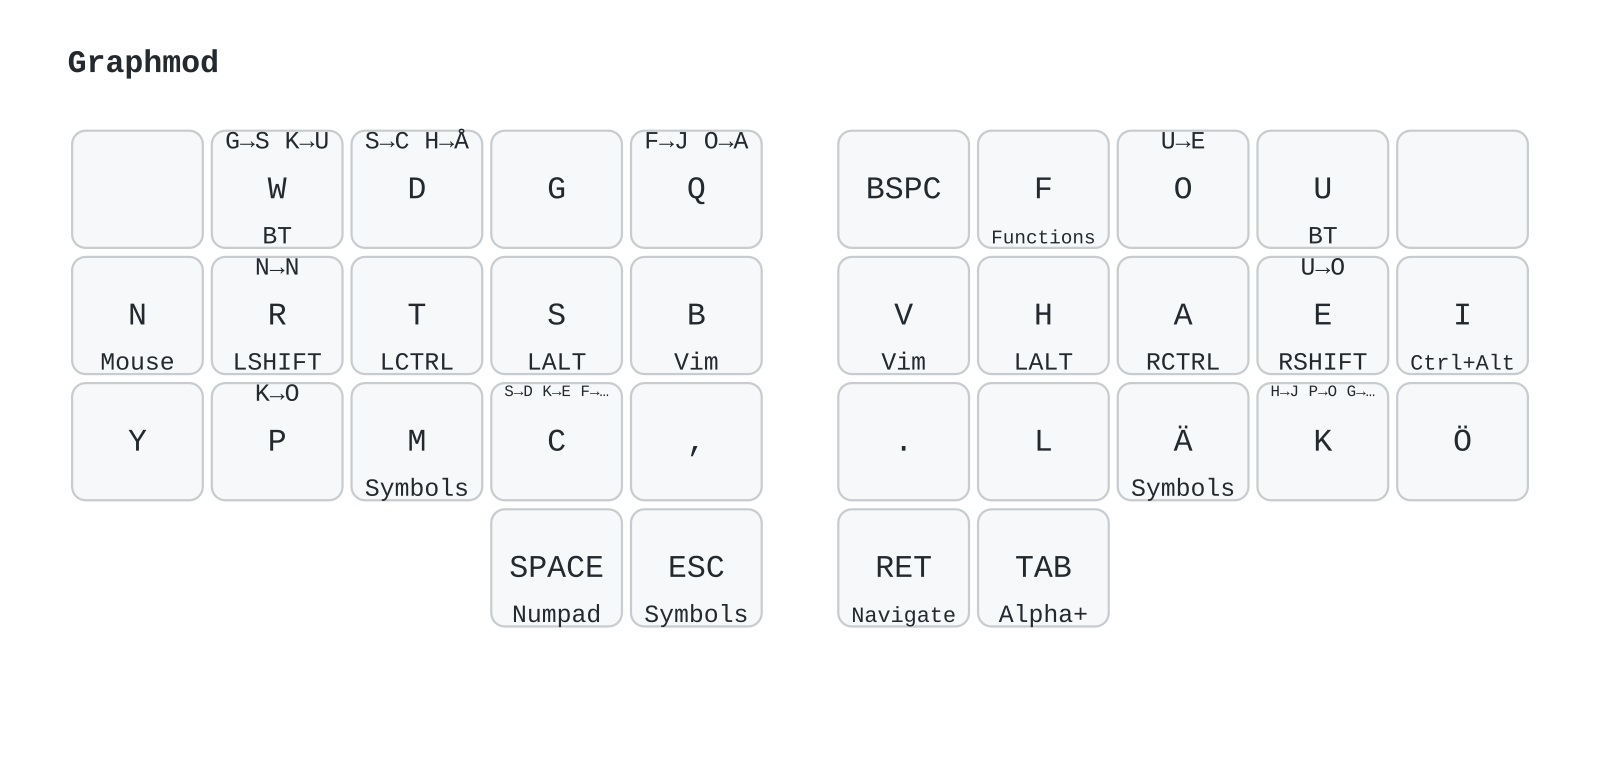 Graphmod
G→S K→U S→C H→Å F→J O→A U→E
W D G Q BSPC F O U
BT Functions BT
N→N U→O
N R T S B V H A E I
Mouse LSHIFT LCTRL LALT Vim Vim LALT RCTRL RSHIFT Ctrl+Alt
K→O S→D K→E F→… H→J P→O G→…
Y P M C , . L Ä K Ö
Symbols Symbols
SPACE ESC RET TAB
Numpad Symbols Navigate Alpha+